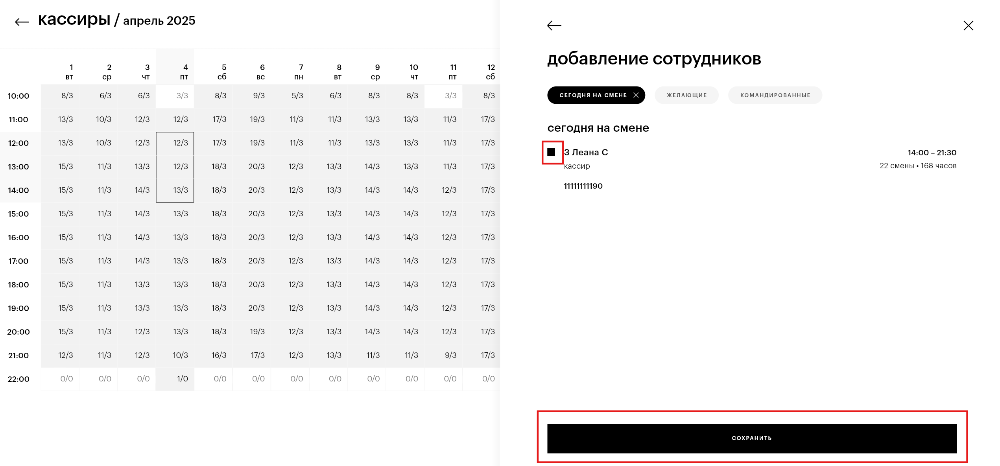 кассиры / апрель 2025
1 2 3 4 5 6 7 8 9 10 11 12
вт ср чт пт сб вс пн вт ср чт пт сб
10:00 8/3 6/3 6/3 3/3 8/3 9/3 5/3 6/3 8/3 8/3 3/3 8/3
11:00 13/3 10/3 12/3 12/3 17/3 19/3 11/3 11/3 13/3 13/3 11/3 17/3
12:00 13/3 10/3 12/3 12/3 17/3 19/3 11/3 11/3 13/3 13/3 11/3 17/3
13:00 15/3 11/3 13/3 12/3 18/3 20/3 12/3 13/3 14/3 13/3 11/3 17/3
14:00 15/3 11/3 14/3 13/3 18/3 20/3 12/3 13/3 14/3 14/3 12/3 17/3
15:00 15/3 11/3 14/3 13/3 18/3 20/3 12/3 13/3 14/3 14/3 12/3 17/3
16:00 15/3 11/3 14/3 13/3 18/3 20/3 12/3 13/3 14/3 14/3 12/3 17/3
17:00 15/3 11/3 14/3 13/3 18/3 20/3 12/3 13/3 14/3 14/3 12/3 17/3
18:00 15/3 11/3 13/3 13/3 18/3 20/3 12/3 13/3 14/3 14/3 12/3 17/3
19:00 15/3 11/3 13/3 13/3 18/3 20/3 12/3 13/3 14/3 14/3 12/3 17/3
20:00 15/3 11/3 12/3 13/3 18/3 19/3 12/3 13/3 14/3 14/3 12/3 17/3
21:00 12/3 11/3 12/3 10/3 16/3 17/3 12/3 13/3 11/3 11/3 9/3 17/3
22:00 0/0 0/0 0/0 1/0 0/0 0/0 0/0 0/0 0/0 0/0 0/0 0/0
добавление сотрудников
СЕГОДНЯ НА СМЕНЕ ЖЕЛАЮЩИЕ КОМАНДИРОВАННЫЕ
сегодня на смене
З Леана С 14:00 – 21:30
кассир 22 смены • 168 часов
11111111190
СОХРАНИТЬ